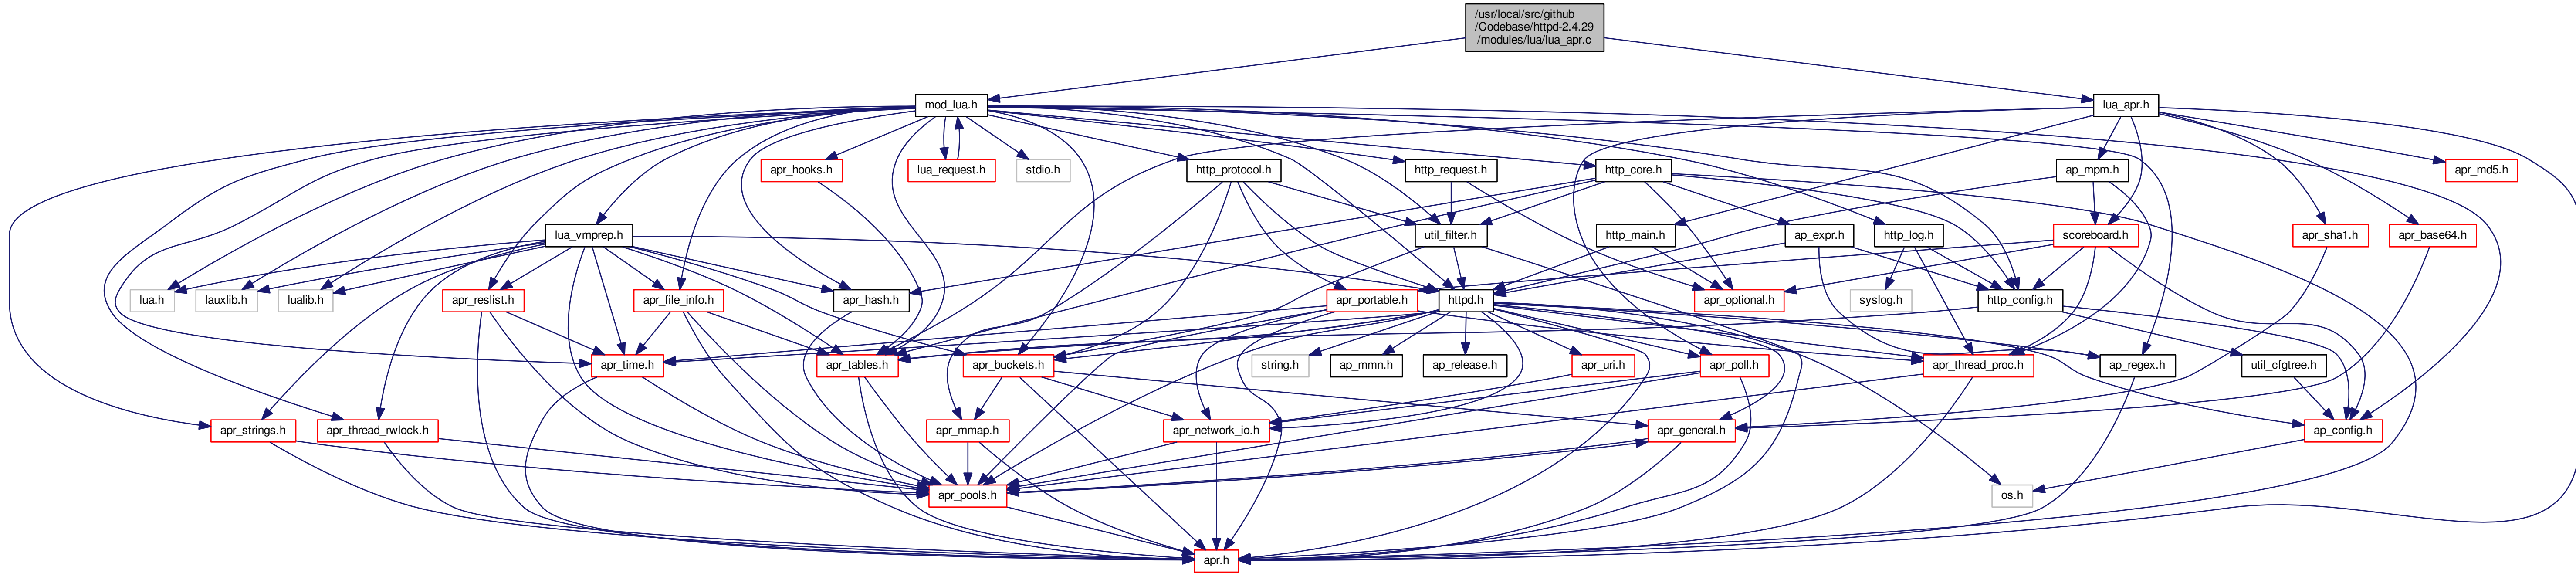 /usr/local/src/github
/Codebase/httpd-2.4.29
/modules/lua/lua_apr.c
mod_lua.h
lua_apr.h
apr_hooks.h
lua_request.h
stdio.h
http_protocol.h
http_request.h
http_core.h
ap_mpm.h
apr_md5.h
lua_vmprep.h
util_filter.h
http_main.h
ap_expr.h
http_log.h
scoreboard.h
apr_sha1.h
apr_base64.h
lua.h
lauxlib.h
lualib.h
apr_reslist.h
apr_file_info.h
apr_hash.h
apr_portable.h
httpd.h
apr_optional.h
syslog.h
http_config.h
apr_time.h
apr_tables.h
apr_buckets.h
string.h
ap_mmn.h
ap_release.h
apr_uri.h
apr_poll.h
apr_thread_proc.h
ap_regex.h
util_cfgtree.h
apr_strings.h
apr_thread_rwlock.h
apr_mmap.h
apr_network_io.h
apr_general.h
ap_config.h
apr_pools.h
os.h
apr.h